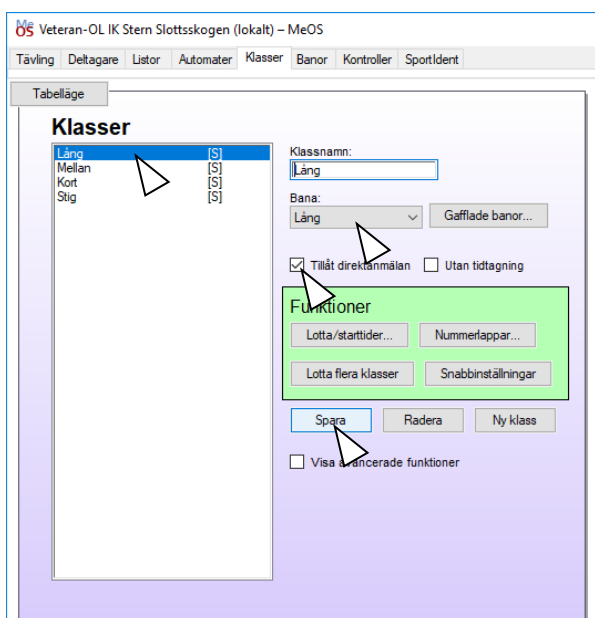 MeOS Veteran-OL IK Stern Slottsskogen (lokalt) – MeOS
Tävling Deltagare Listor Automater Klasser Banor Kontroller SportIdent
Tabelläge
Klasser
Lång [S]
Mellan [S]
Kort [S]
Stig [S]
Klassnamn:
Lång
Bana:
Lång Gafflade banor...
Tillåt direktanmälan Utan tidtagning
Funktioner
Lotta/starttider... Nummerlappar...
Lotta flera klasser Snabbinställningar
Spara Radera Ny klass
Visa avancerade funktioner